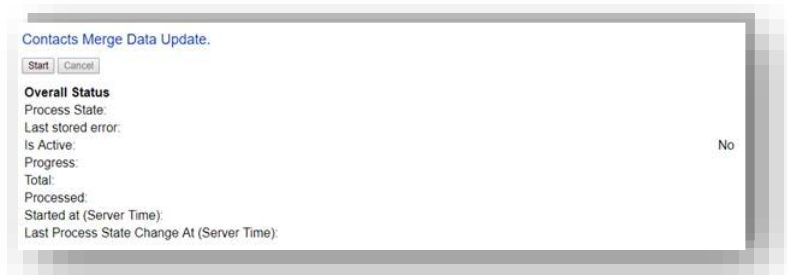 Contacts Merge Data Update.
Start Cancel
Overall Status
Process State:
Last stored error:
Is Active: No
Progress:
Total:
Processed:
Started at (Server Time):
Last Process State Change At (Server Time):